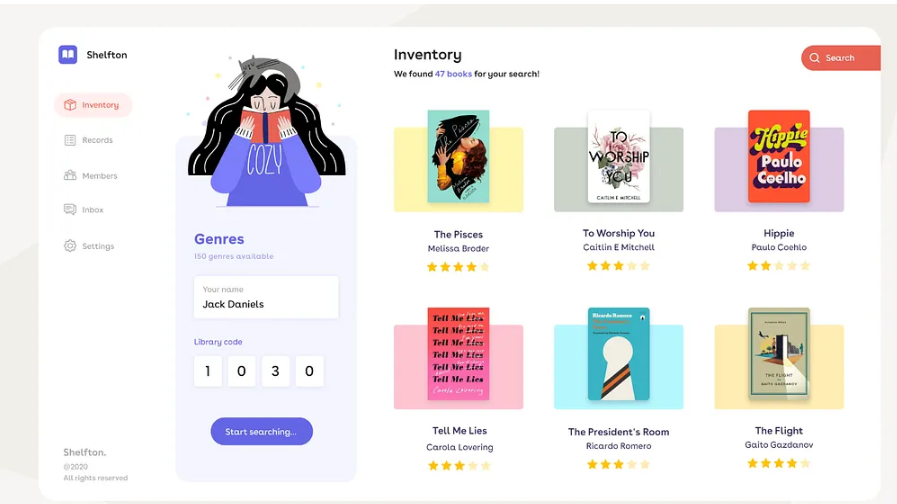 Shelfton
Inventory
Records
Members
Inbox
Settings
Shelfton.
©2020
All rights reserved
COZY
Genres
150 genres available
Your name
Jack Daniels
Library code
1 0 3 0
Start searching...
Inventory
We found 47 books for your search!
Search
The Pisces
Melissa Broder
TO
WORSHIP
YOU
CAITLIN E MITCHELL
To Worship You
Caitlin E Mitchell
Hippie
Paulo
Coelho
Hippie
Paulo Coehlo
Tell Me Lies
Tell Me Lies
Tell Me Lies
Tell Me Lies
Tell Me Lies
Tell Me Lies
Carola Lovering
Tell Me Lies
Carola Lovering
Ricardo Romero
The President's Room
Ricardo Romero
THE FLIGHT
GAITO GAZDANOV
The Flight
Gaito Gazdanov